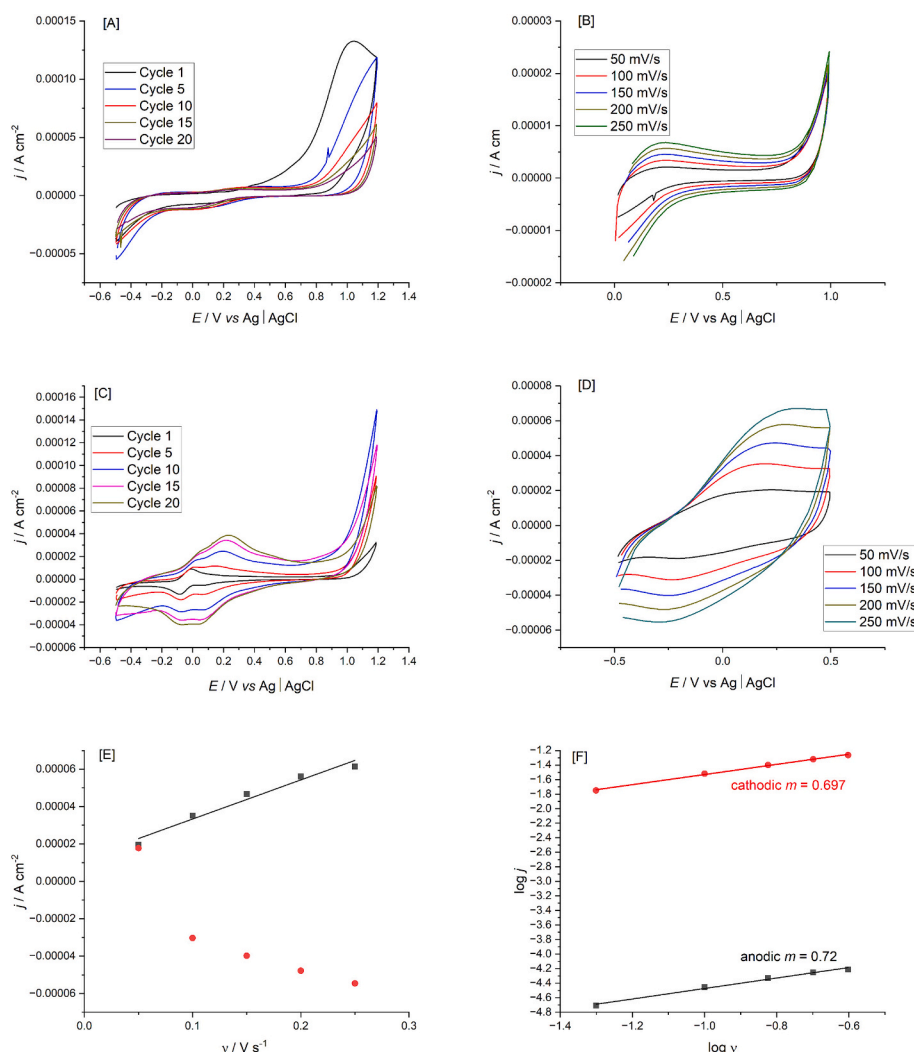 [A]
Cycle 1
Cycle 5
Cycle 10
Cycle 15
Cycle 20
0.00015
0.00010
0.00005
0.00000
−0.00005
j / A cm⁻²
−0.6 −0.4 −0.2 0.0 0.2 0.4 0.6 0.8 1.0 1.2 1.4
E / V vs Ag│AgCl
[B]
50 mV/s
100 mV/s
150 mV/s
200 mV/s
250 mV/s
0.00003
0.00002
0.00001
0.00000
−0.00001
−0.00002
j / A cm
0.0 0.5 1.0
E / V vs Ag│AgCl
[C]
Cycle 1
Cycle 5
Cycle 10
Cycle 15
Cycle 20
0.00016
0.00014
0.00012
0.00010
0.00008
0.00006
0.00004
0.00002
0.00000
−0.00002
−0.00004
−0.00006
j / A cm⁻²
−0.6 −0.4 −0.2 0.0 0.2 0.4 0.6 0.8 1.0 1.2 1.4
E / V vs Ag│AgCl
[D]
0.00008
0.00006
0.00004
0.00002
0.00000
−0.00002
−0.00004
−0.00006
j / A cm⁻²
50 mV/s
100 mV/s
150 mV/s
200 mV/s
250 mV/s
−0.5 0.0 0.5
E / V vs Ag│AgCl
[E]
0.00006
0.00004
0.00002
0.00000
−0.00002
−0.00004
−0.00006
j / A cm⁻²
0.0 0.1 0.2 0.3
ν / V s⁻¹
[F]
−1.2
−1.4
−1.6
−1.8
−2.0
−2.2
−2.4
−2.6
−2.8
−3.0
−3.2
−3.4
−3.6
−3.8
−4.0
−4.2
−4.4
−4.6
−4.8
log j
cathodic m = 0.697
anodic m = 0.72
−1.4 −1.2 −1.0 −0.8 −0.6
log ν